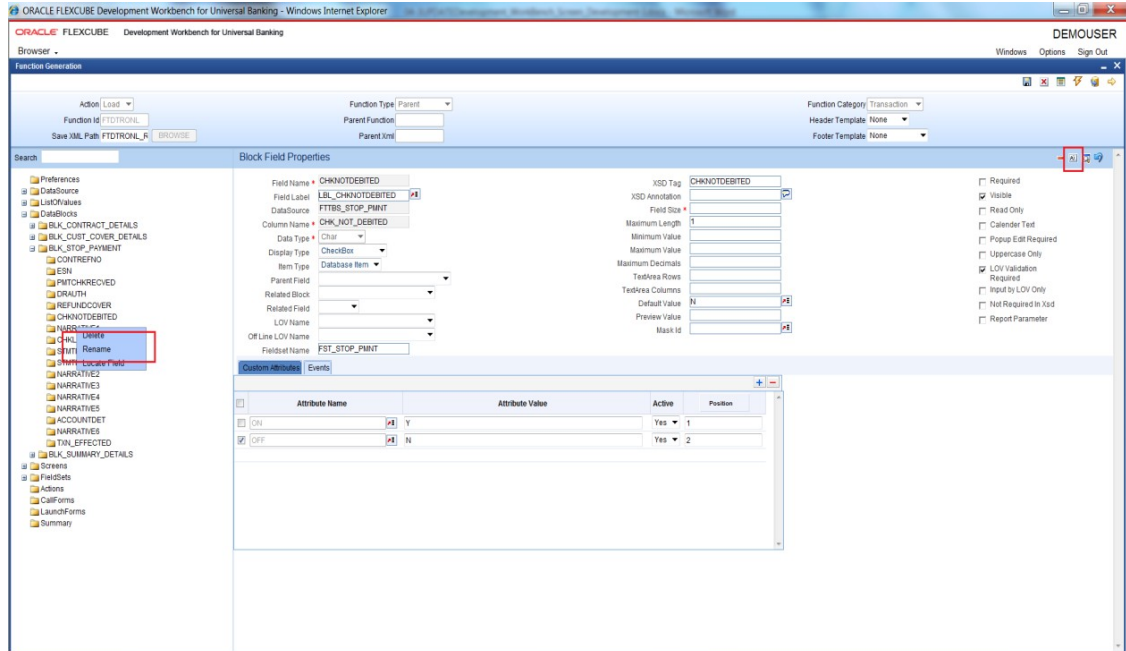 ORACLE FLEXCUBE Development Workbench for Universal Banking - Windows Internet Explorer
ORACLE FLEXCUBE Development Workbench for Universal Banking DEMOUSER
Browser Windows Options Sign Out
Function Generation
Action Load Function Type Parent Function Category Transaction
Function Id FTDTRONL Parent Function Header Template None
Save XML Path FTDTRONL_R BROWSE Parent Xml Footer Template None
Search
Preferences
DataSource
ListOfValues
DataBlocks
BLK_CONTRACT_DETAILS
BLK_CUST_COVER_DETAILS
BLK_STOP_PAYMENT
CONTREFNO
ESN
PMTCHKRECVD
DRAUTH
REFUNDCOVER
CHKNOTDEBITED
Delete
Rename
Locate Field
NARRATIVE2
NARRATIVE3
NARRATIVE4
NARRATIVE5
ACCOUNTDET
NARRATIVE6
TXN_EFFECTED
BLK_SUMMARY_DETAILS
Screens
FieldSets
Actions
CallForms
LaunchForms
Summary
Block Field Properties
Field Name * CHKNOTDEBITED
Field Label LBL_CHKNOTDEBITED
DataSource FTTBS_STOP_PMNT
Column Name * CHK_NOT_DEBITED
Data Type * Char
Display Type CheckBox
Item Type Database Item
Parent Field
Related Block
Related Field
LOV Name
Off Line LOV Name
Fieldset Name FST_STOP_PMNT
XSD Tag CHKNOTDEBITED
XSD Annotation
Field Size *
Maximum Length 1
Minimum Value
Maximum Value
Maximum Decimals
TextArea Rows
TextArea Columns
Default Value N
Preview Value
Mask Id
Required
Visible
Read Only
Calender Text
Popup Edit Required
Uppercase Only
LOV Validation
Required
Input by LOV Only
Not Required In Xsd
Report Parameter
Custom Attributes Events
Attribute Name Attribute Value Active Position
ON Y Yes 1
OFF N Yes 2